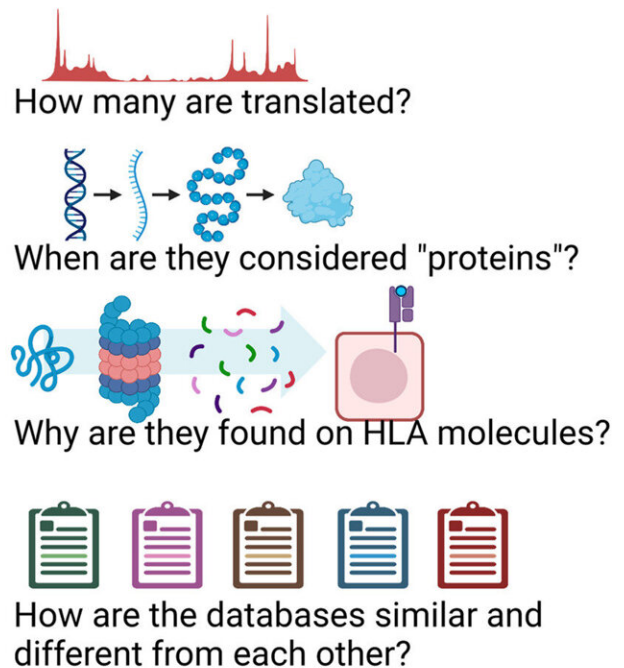 How many are translated?
When are they considered "proteins"?
Why are they found on HLA molecules?
How are the databases similar and
different from each other?